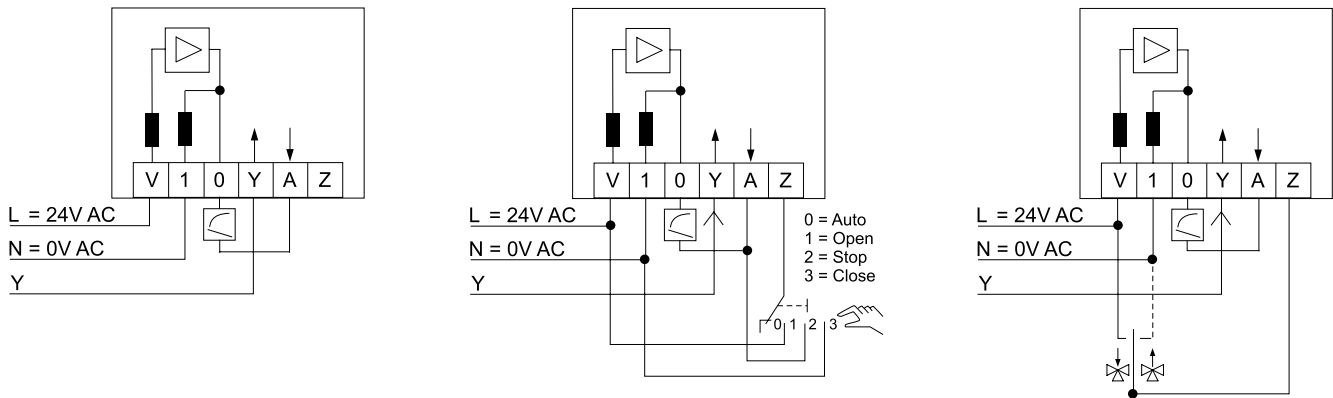 V 1 0 Y A Z
L = 24V AC
N = 0V AC
Y
V 1 0 Y A Z
L = 24V AC
N = 0V AC
Y
0 = Auto
1 = Open
2 = Stop
3 = Close
0 1 2 3
V 1 0 Y A Z
L = 24V AC
N = 0V AC
Y